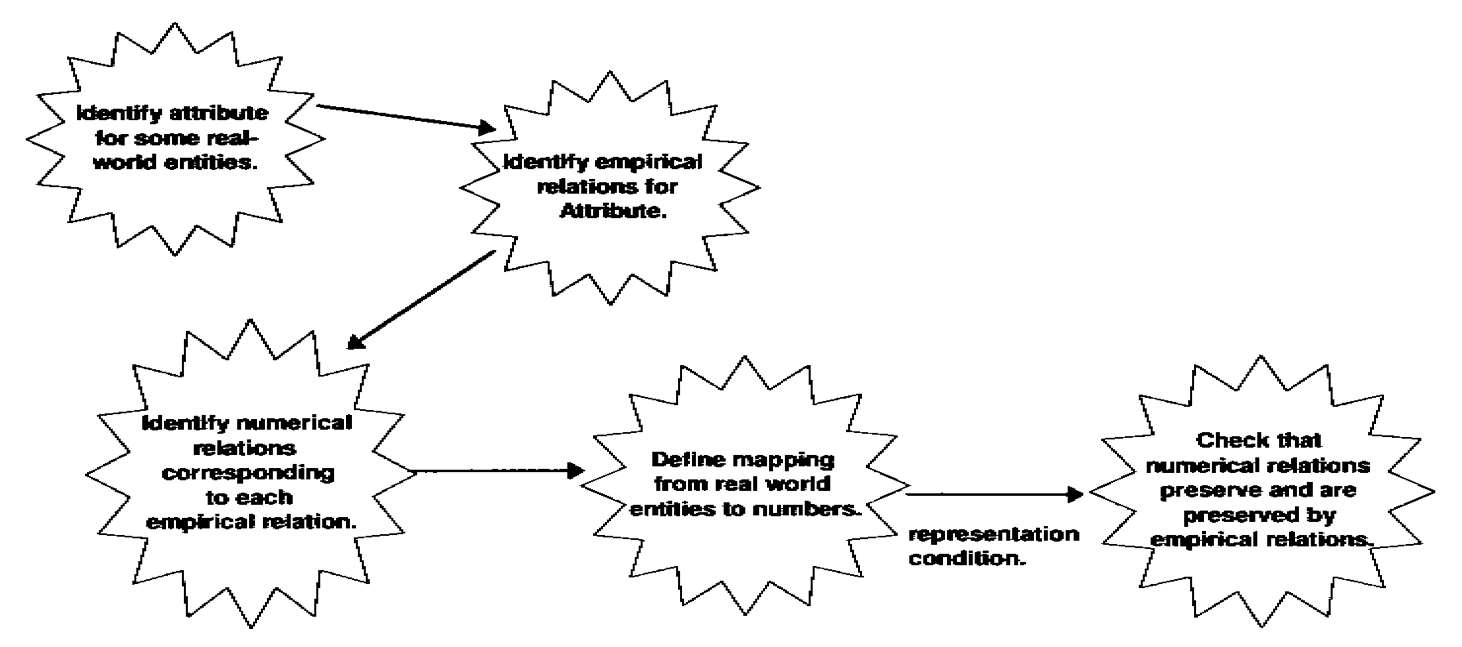 Identify attribute
for some real-
world entities.
Identify empirical
relations for
Attribute.
Identify numerical
relations
corresponding
to each
empirical relation.
Define mapping
from real world
entities to numbers.
representation
condition.
Check that
numerical relations
preserve and are
preserved by
empirical relations.